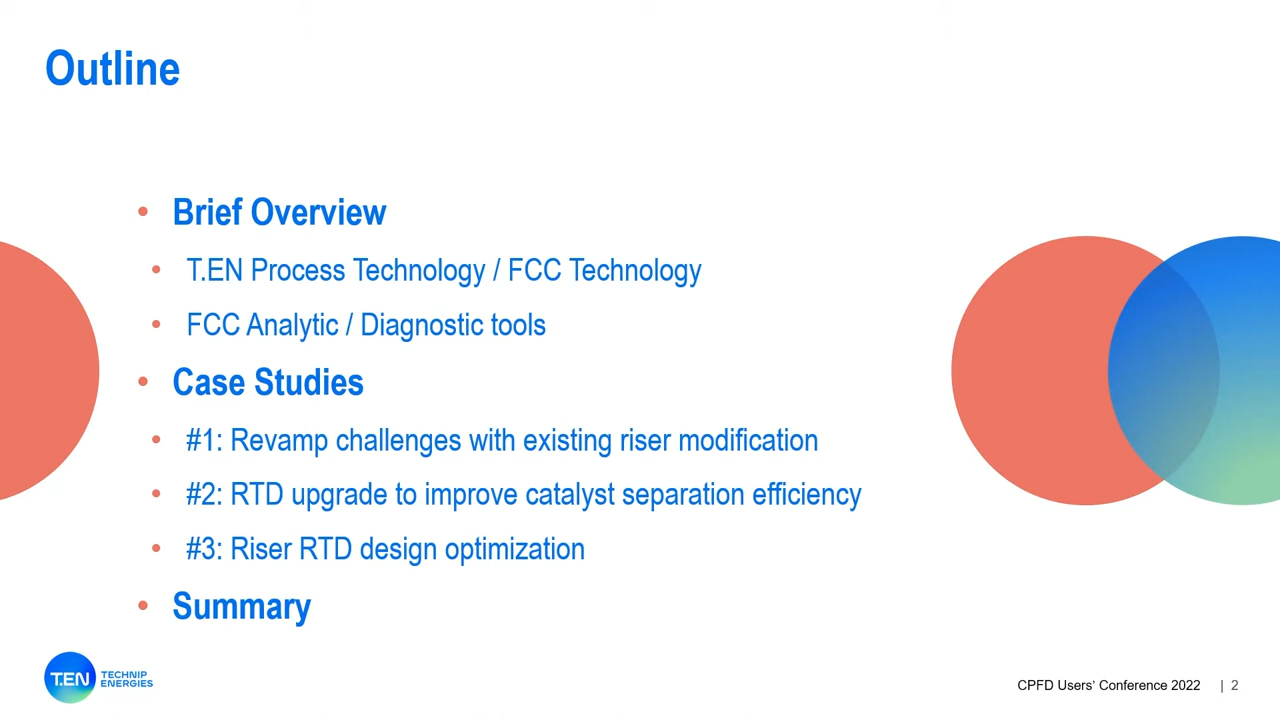 Outline
• Brief Overview
• T.EN Process Technology / FCC Technology
• FCC Analytic / Diagnostic tools
• Case Studies
• #1: Revamp challenges with existing riser modification
• #2: RTD upgrade to improve catalyst separation efficiency
• #3: Riser RTD design optimization
• Summary
T.EN TECHNIP
ENERGIES
CPFD Users’ Conference 2022 | 2